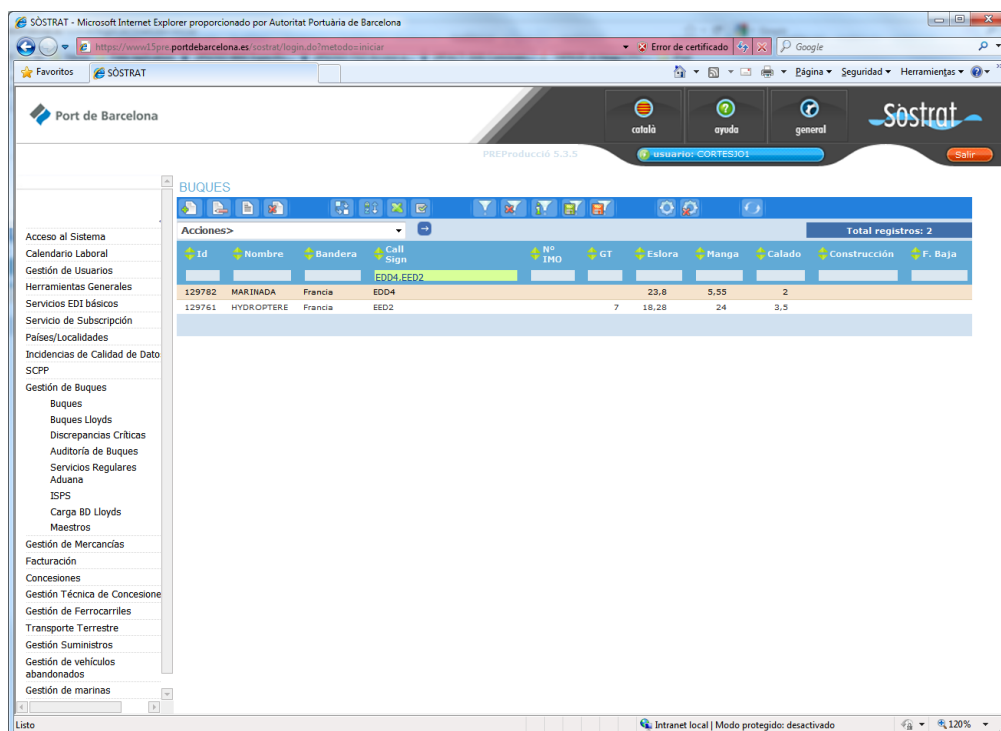 SÒSTRAT - Microsoft Internet Explorer proporcionado por Autoritat Portuària de Barcelona
https://www15pre.portdebarcelona.es/sostrat/login.do?metodo=iniciar
Error de certificado
Google
Favoritos
SÒSTRAT
Página
Seguridad
Herramientas
Port de Barcelona
català
ayuda
general
Sòstrat
PREProducció 5.3.5
usuario: CORTESJO1
Salir
BUQUES
Acciones>
Total registros: 2
Id Nombre Bandera Call Sign Nº IMO GT Eslora Manga Calado Construcción F. Baja
EDD4,EED2
129782 MARINADA Francia EDD4 23,8 5,55 2
129761 HYDROPTERE Francia EED2 7 18,28 24 3,5
Acceso al Sistema
Calendario Laboral
Gestión de Usuarios
Herramientas Generales
Servicios EDI básicos
Servicio de Subscripción
Países/Localidades
Incidencias de Calidad de Dato
SCPP
Gestión de Buques
Buques
Buques Lloyds
Discrepancias Críticas
Auditoría de Buques
Servicios Regulares
Aduana
ISPS
Carga BD Lloyds
Maestros
Gestión de Mercancías
Facturación
Concesiones
Gestión Técnica de Concesione
Gestión de Ferrocarriles
Transporte Terrestre
Gestión Suministros
Gestión de vehículos
abandonados
Gestión de marinas
Listo
Intranet local | Modo protegido: desactivado
120%